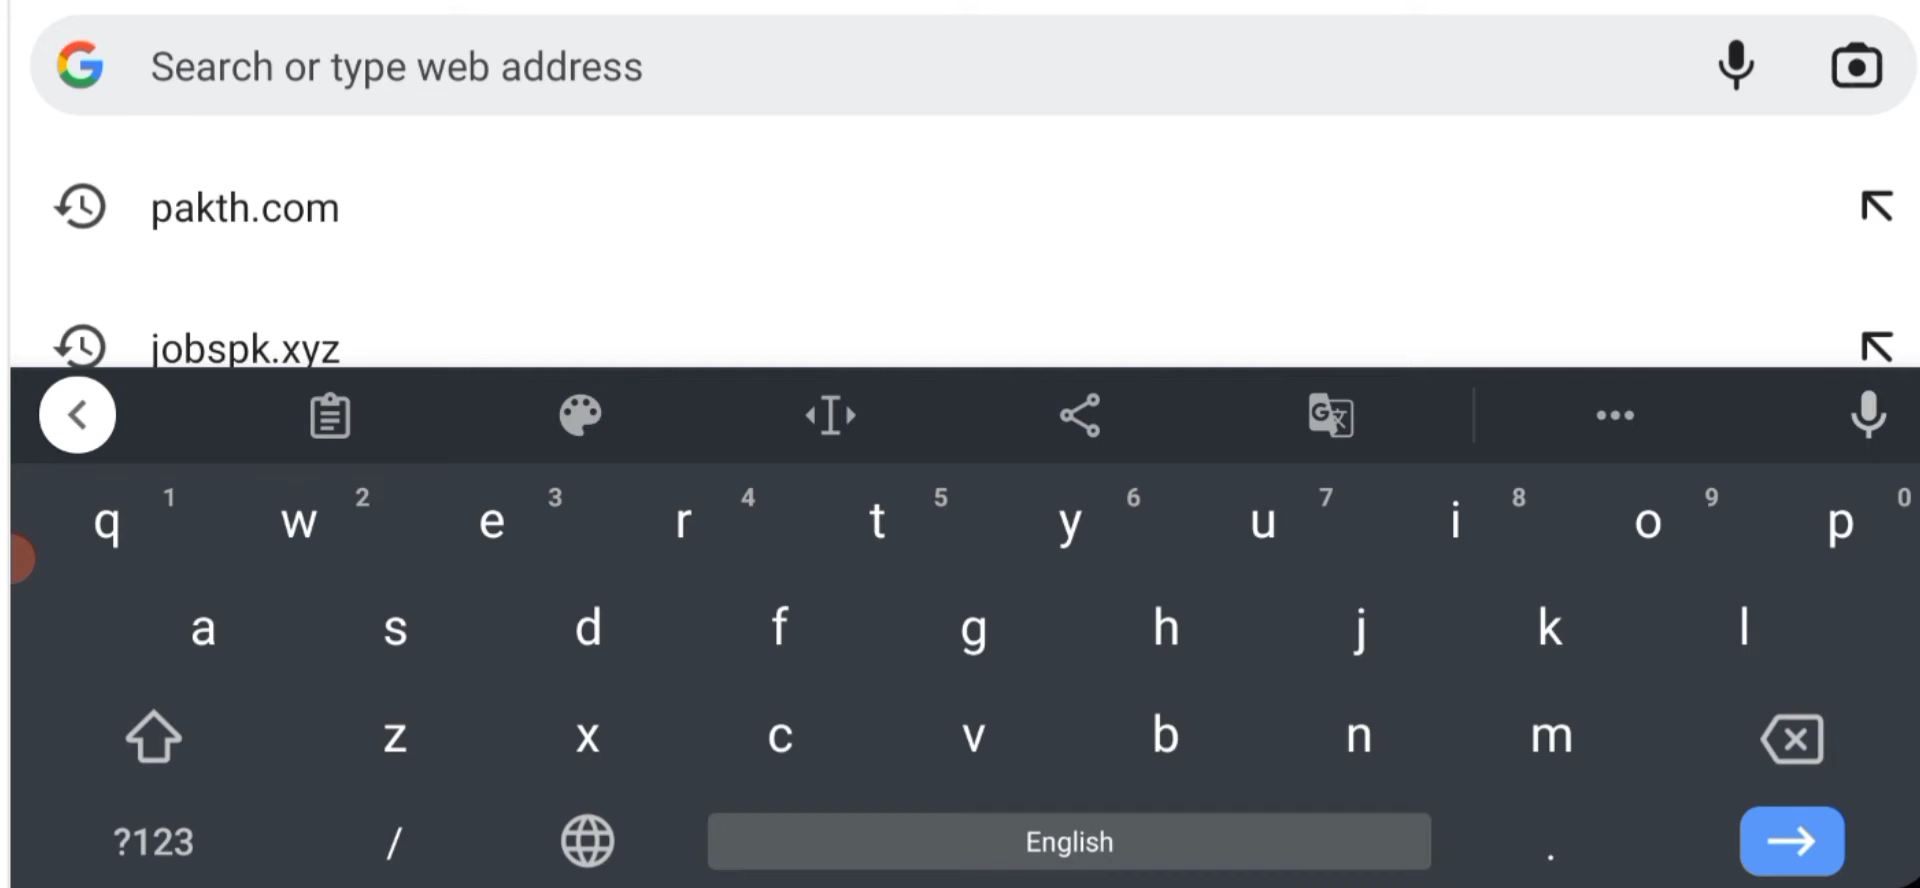 Search or type web address
pakth.com
jobspk.xyz
q 1 w 2 e 3 r 4 t 5 y 6 u 7 i 8 o 9 p 0
a s d f g h j k l
z x c v b n m
?123 / English .